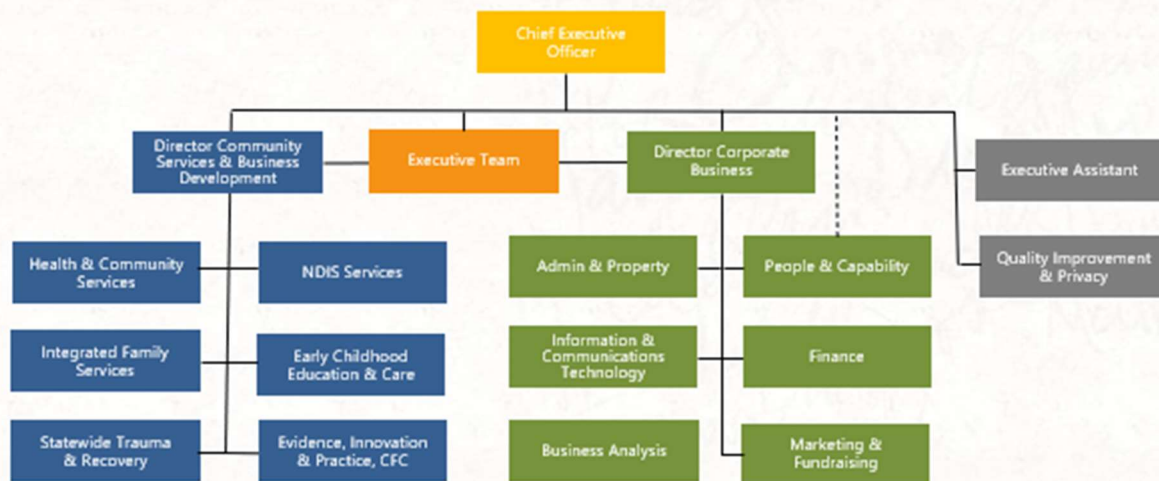 Chief Executive
Officer
Director Community
Services & Business
Development
Executive Team
Director Corporate
Business
Executive Assistant
Health & Community
Services
NDIS Services
Admin & Property
People & Capability
Quality Improvement
& Privacy
Integrated Family
Services
Early Childhood
Education & Care
Information &
Communications
Technology
Finance
Statewide Trauma
& Recovery
Evidence, Innovation
& Practice, CFC
Business Analysis
Marketing &
Fundraising